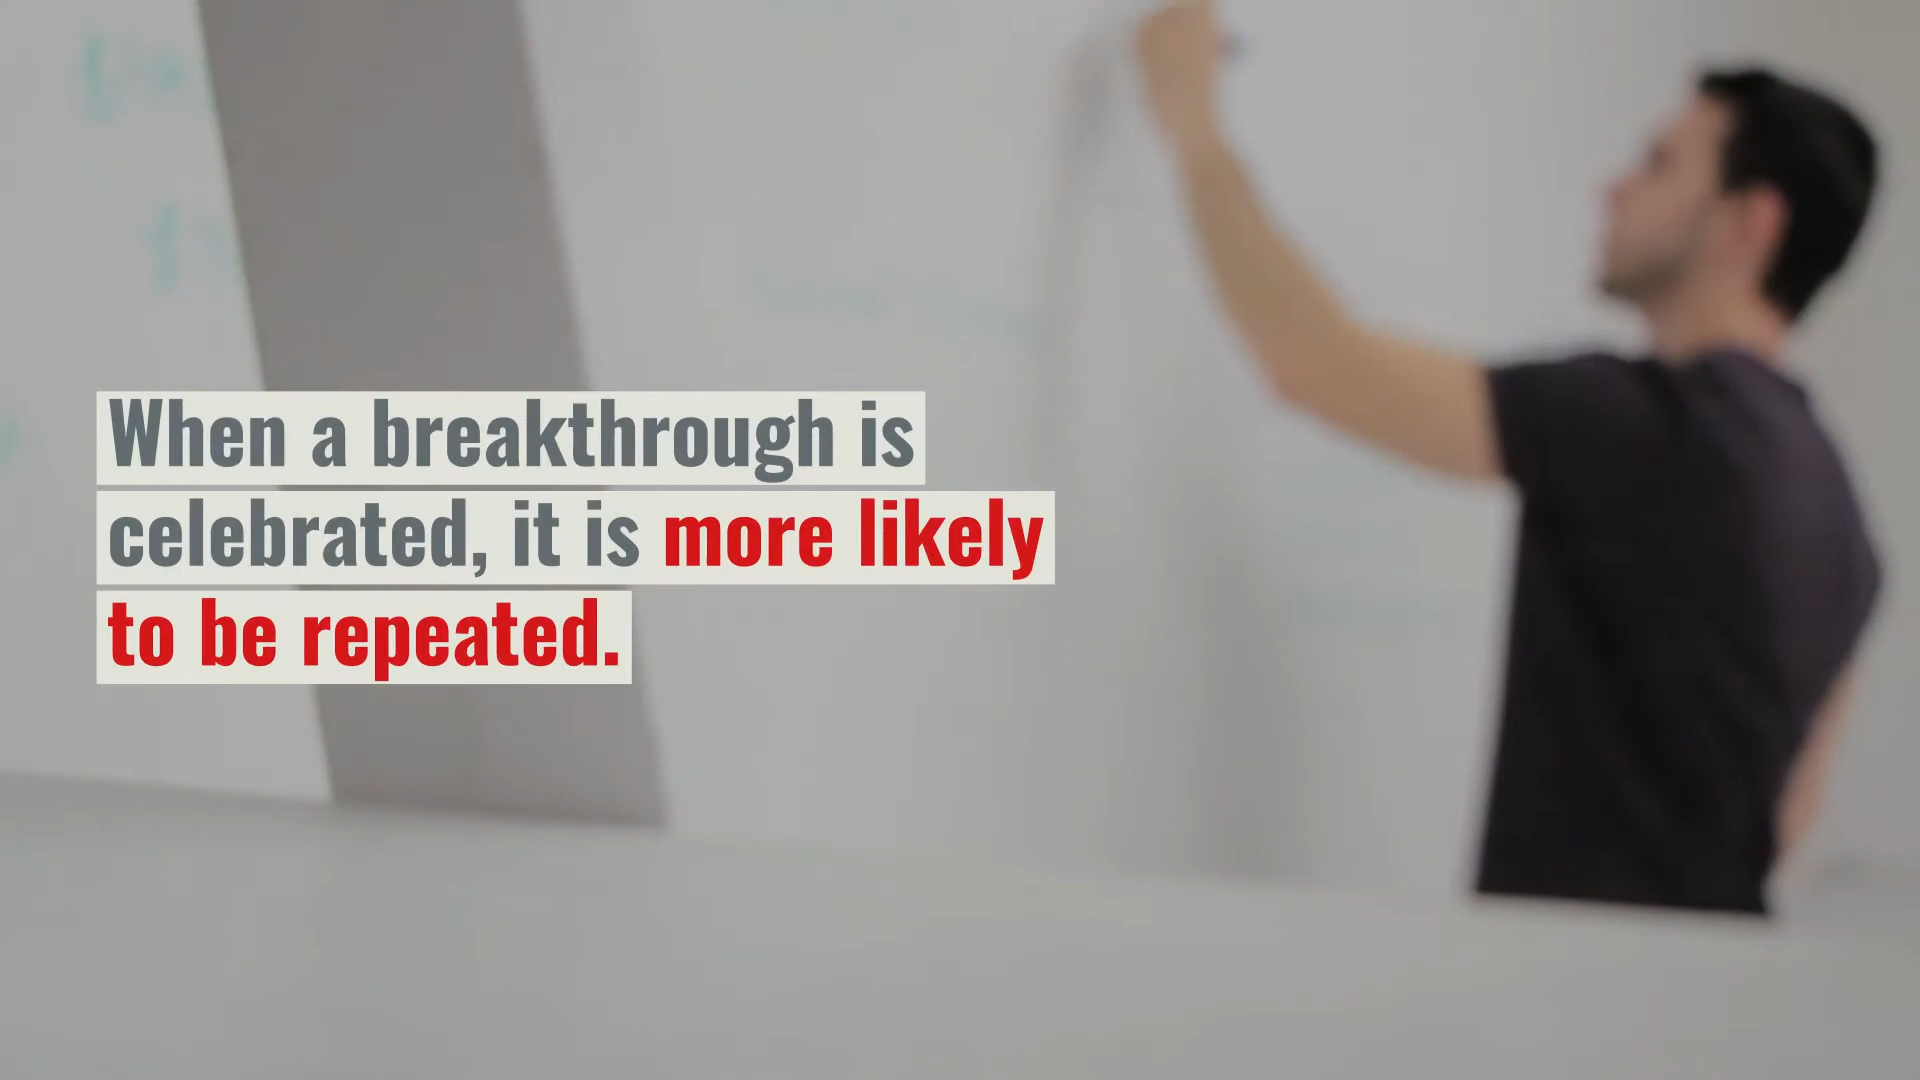 When a breakthrough is
celebrated, it is more likely
to be repeated.